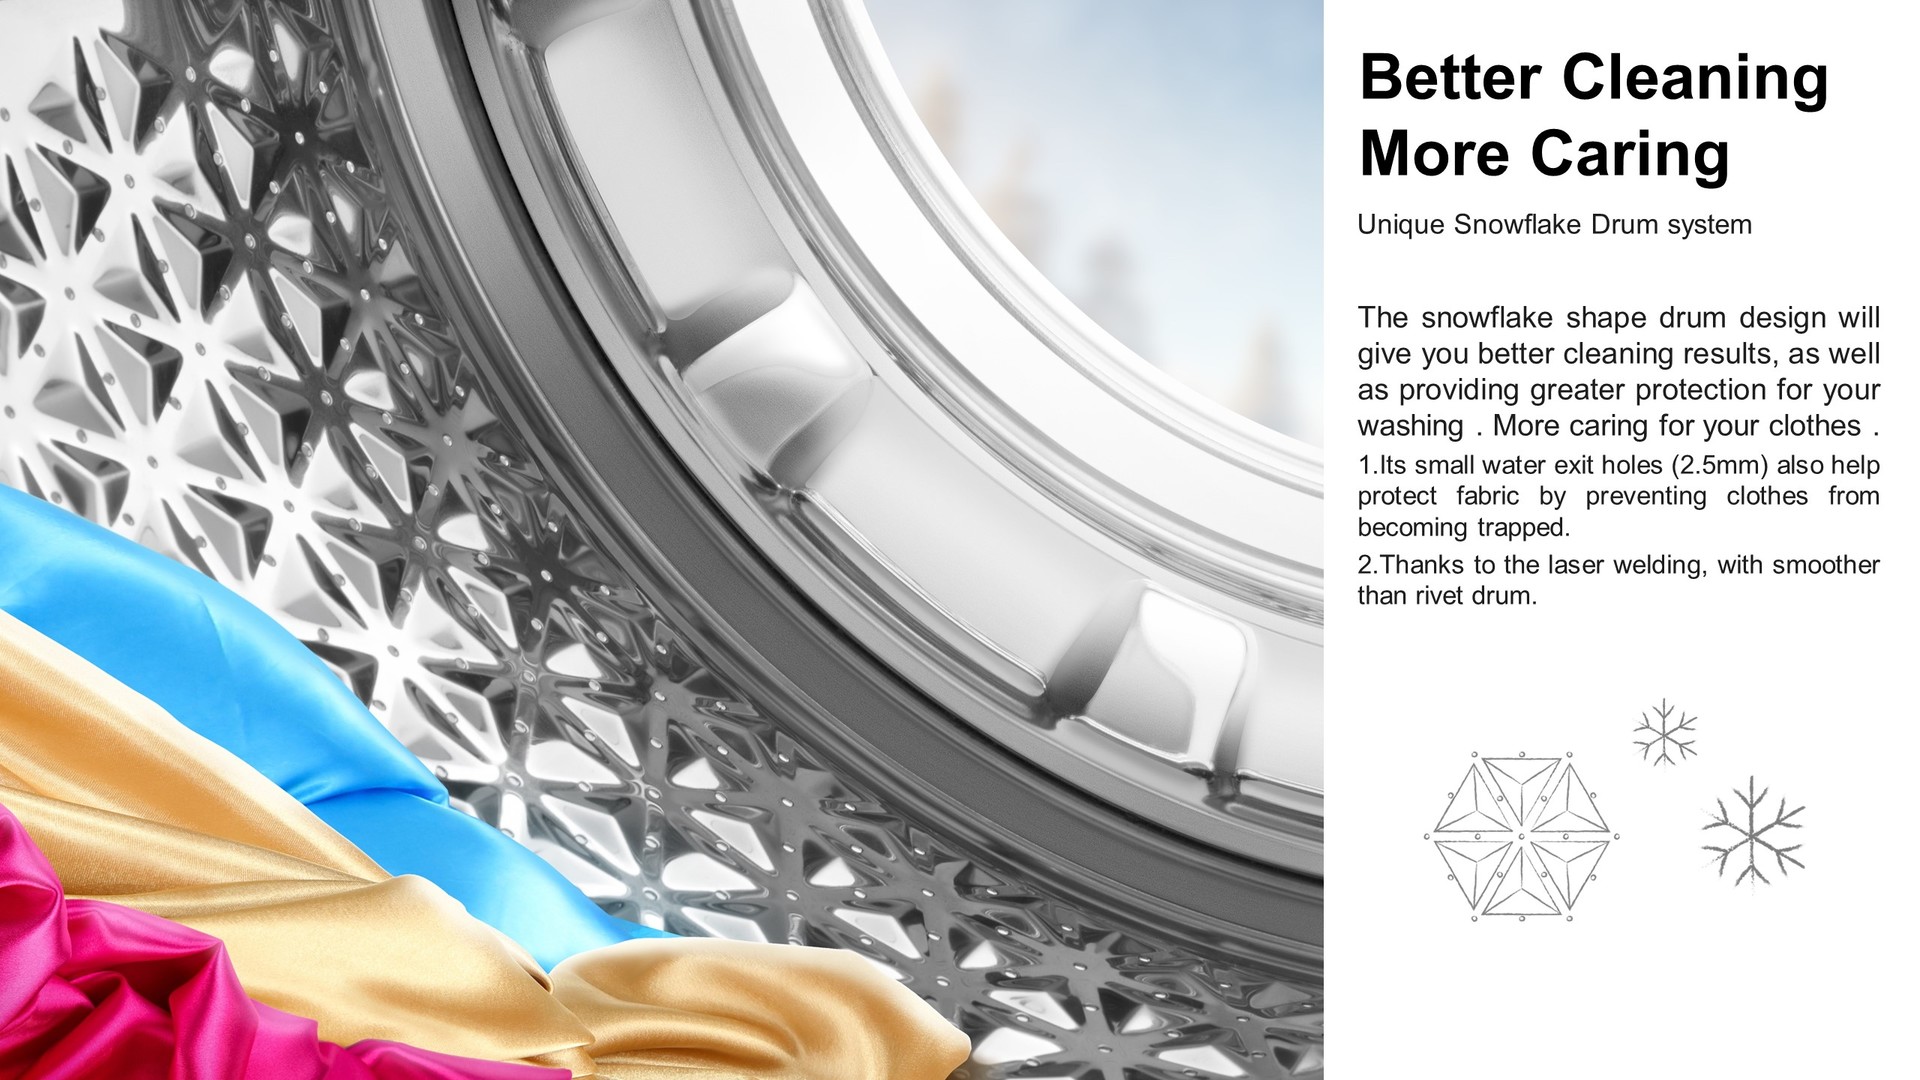 Better Cleaning
More Caring
Unique Snowflake Drum system
The snowflake shape drum design will
give you better cleaning results, as well
as providing greater protection for your
washing . More caring for your clothes .
1.Its small water exit holes (2.5mm) also help
protect fabric by preventing clothes from
becoming trapped.
2.Thanks to the laser welding, with smoother
than rivet drum.